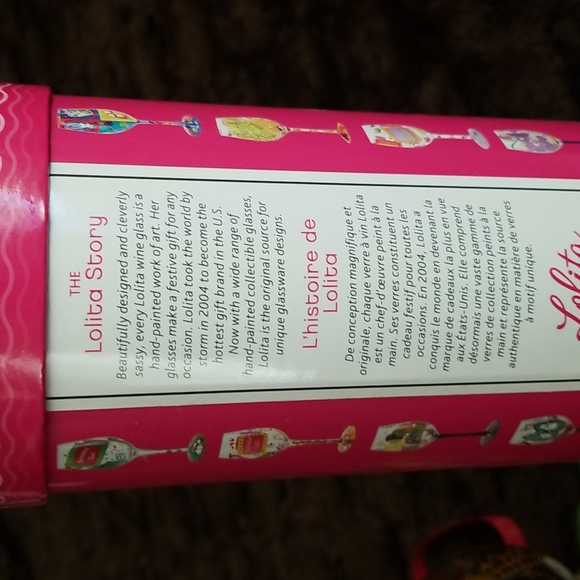 THE
Lolita Story
Beautifully designed and cleverly
sassy, every Lolita wine glass is a
hand-painted work of art. Her
glasses make a festive gift for any
occasion. Lolita took the world by
storm in 2004 to become the
hottest gift brand in the U.S.
Now with a wide range of
hand-painted collectible glasses,
Lolita is the original source for
unique glassware designs.
L'histoire de
Lolita
De conception magnifique et
originale, chaque verre à vin Lolita
est un chef-d'œuvre peint à la
main. Ses verres constituent un
cadeau festif pour toutes les
occasions. En 2004, Lolita a
conquis le monde en devenant la
marque de cadeaux la plus en vue
aux États-Unis. Elle comprend
désormais une vaste gamme de
verres de collection peints à la
main et représente la source
authentique en matière de verres
à motif unique.
Lolita